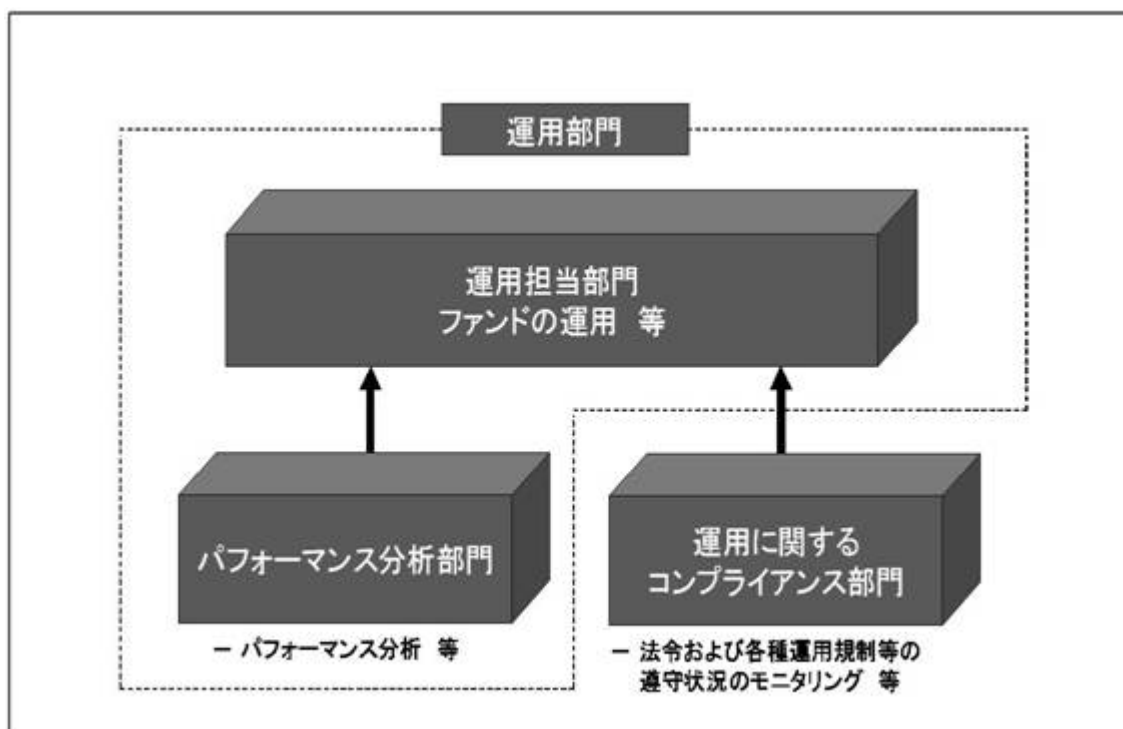 運用部門
運用担当部門
ファンドの運用 等
パフォーマンス分析部門
－ パフォーマンス分析 等
運用に関する
コンプライアンス部門
－ 法令および各種運用規制等の
遵守状況のモニタリング 等